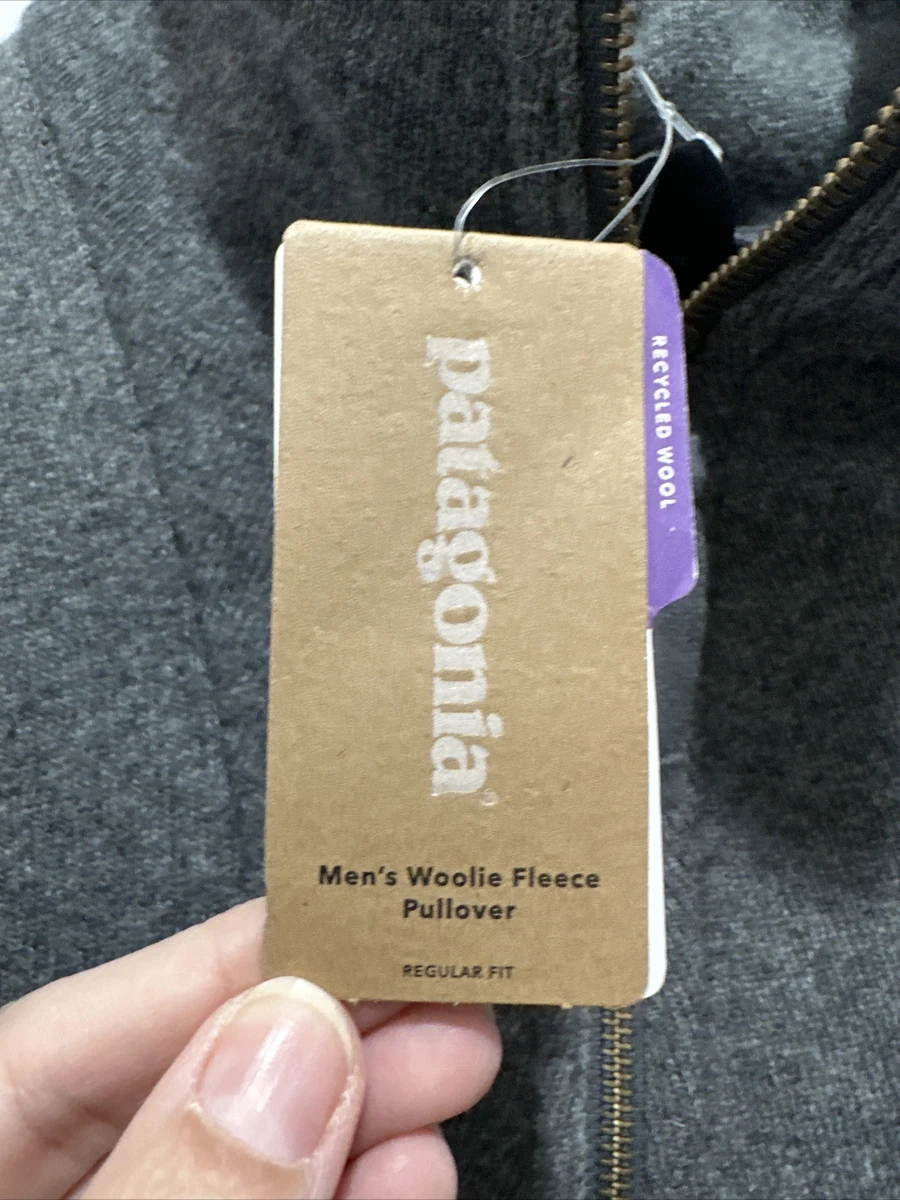 patagonia®
RECYCLED WOOL
Men's Woolie Fleece
Pullover
REGULAR FIT